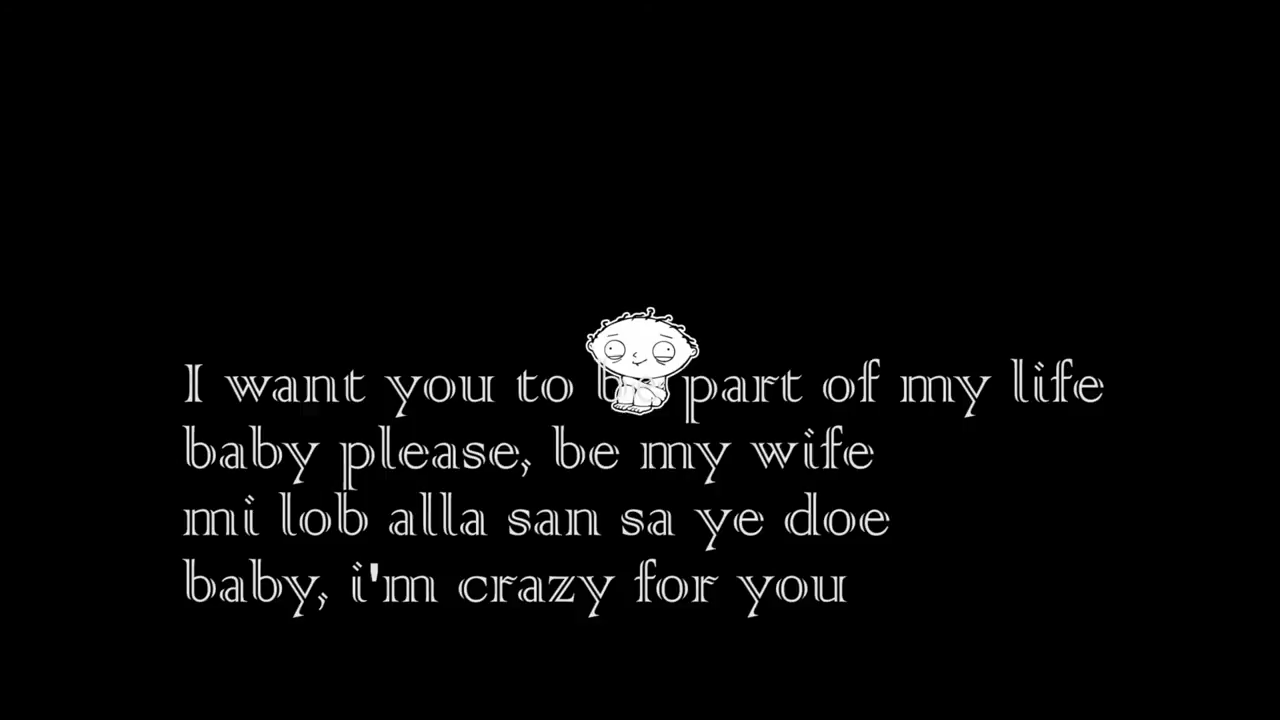 I want you to be part of my life
baby please, be my wife
mi lob alla san sa ye doe
baby, i'm crazy for you